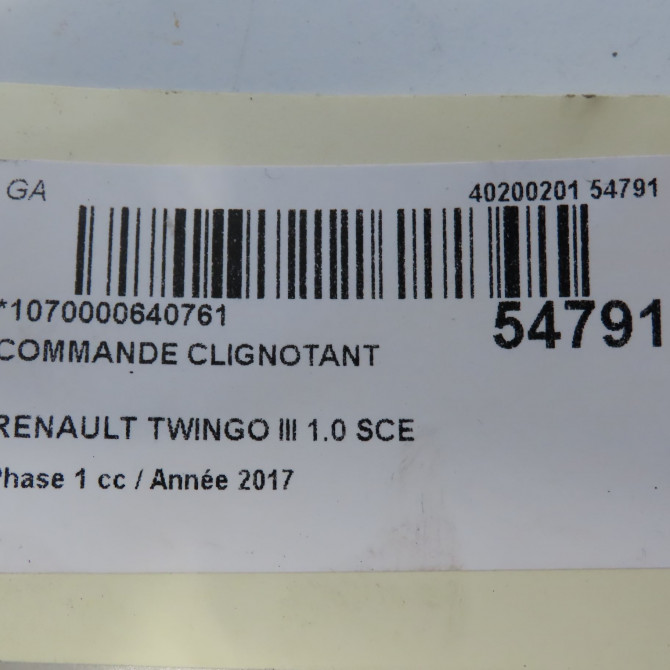 GA
40200201 54791
*1070000640761
54791
COMMANDE CLIGNOTANT
RENAULT TWINGO III 1.0 SCE
Phase 1 cc / Année 2017